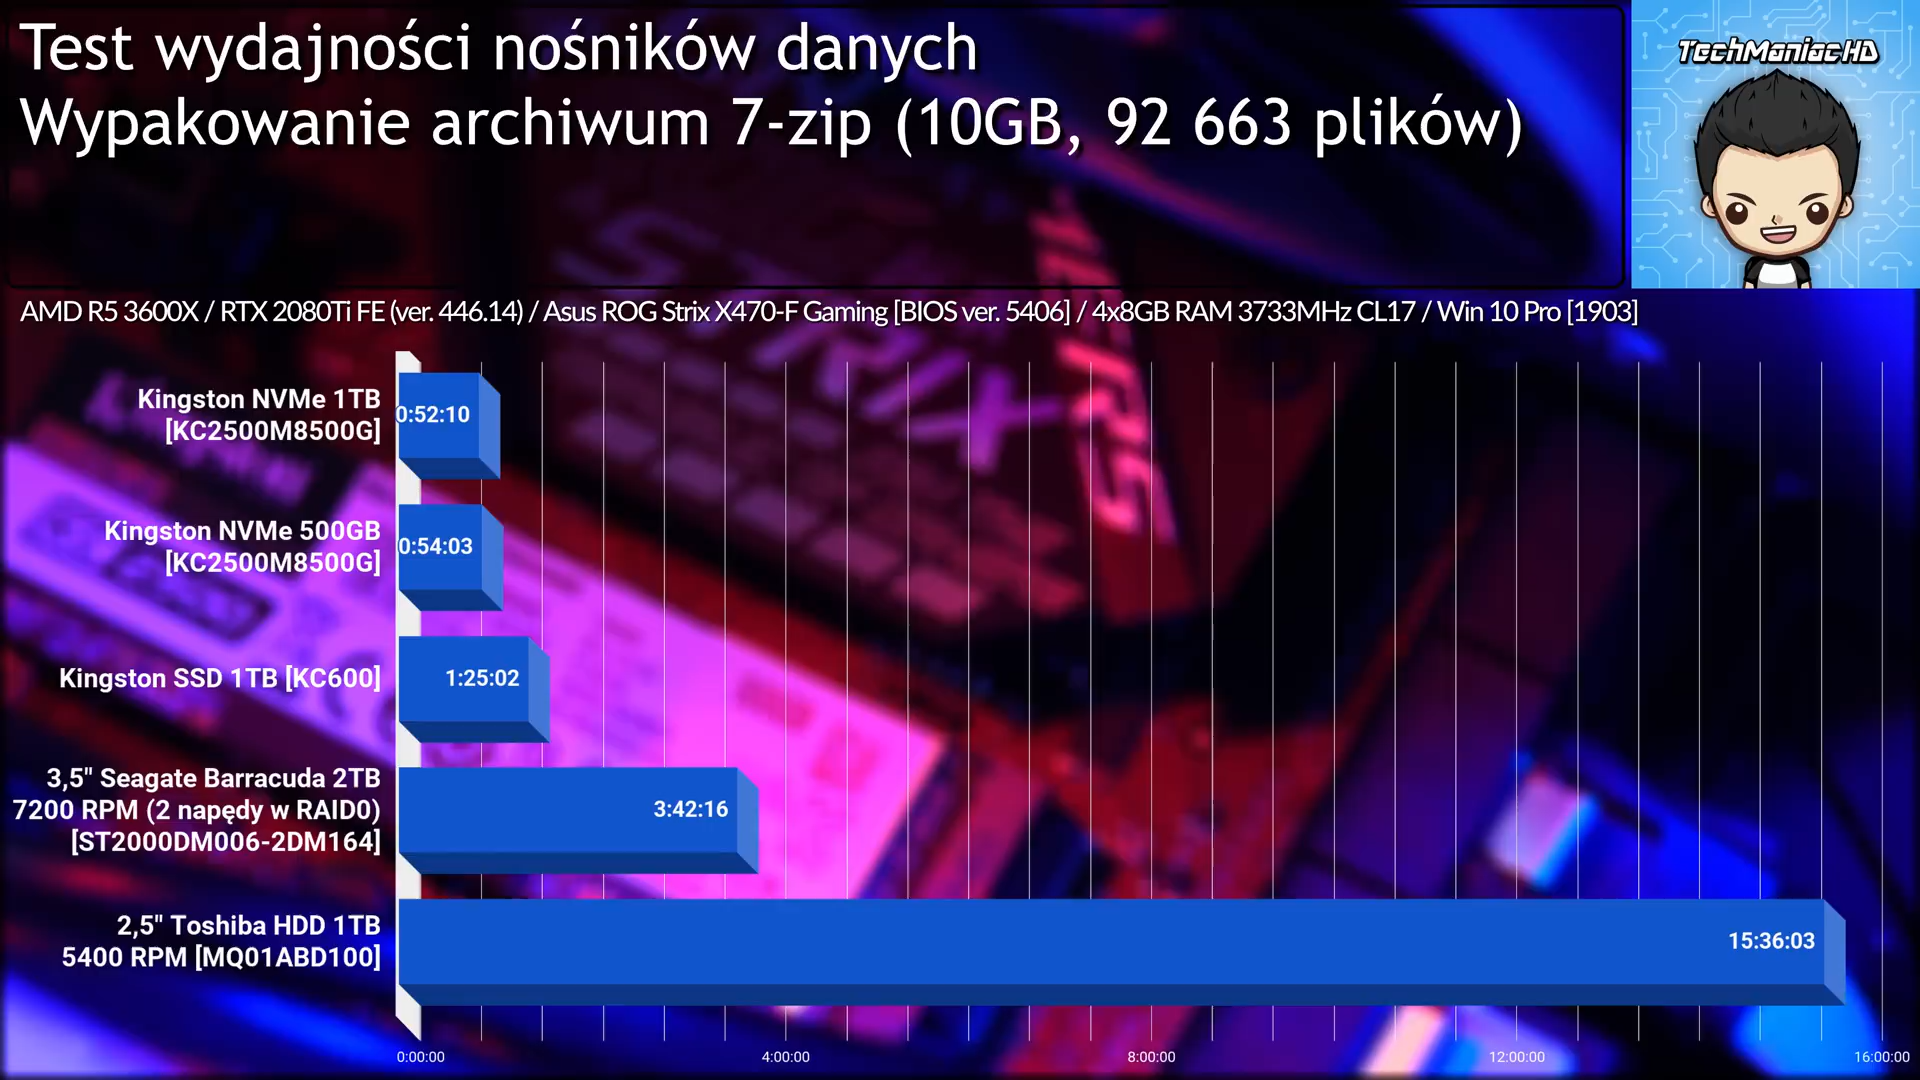 Test wydajności nośników danych
Wypakowanie archiwum 7-zip (10GB, 92 663 plików)
TechManiacHD
AMD R5 3600X / RTX 2080Ti FE (ver. 446.14) / Asus ROG Strix X470-F Gaming [BIOS ver. 5406] / 4x8GB RAM 3733MHz CL17 / Win 10 Pro [1903]
STRIX
Kingston NVMe 1TB
[KC2500M8500G]
0:52:10
Kingston NVMe 500GB
[KC2500M8500G]
0:54:03
Kingston SSD 1TB [KC600]
1:25:02
3,5" Seagate Barracuda 2TB
7200 RPM (2 napędy w RAID0)
[ST2000DM006-2DM164]
3:42:16
2,5" Toshiba HDD 1TB
5400 RPM [MQ01ABD100]
15:36:03
0:00:00
4:00:00
8:00:00
12:00:00
16:00:00